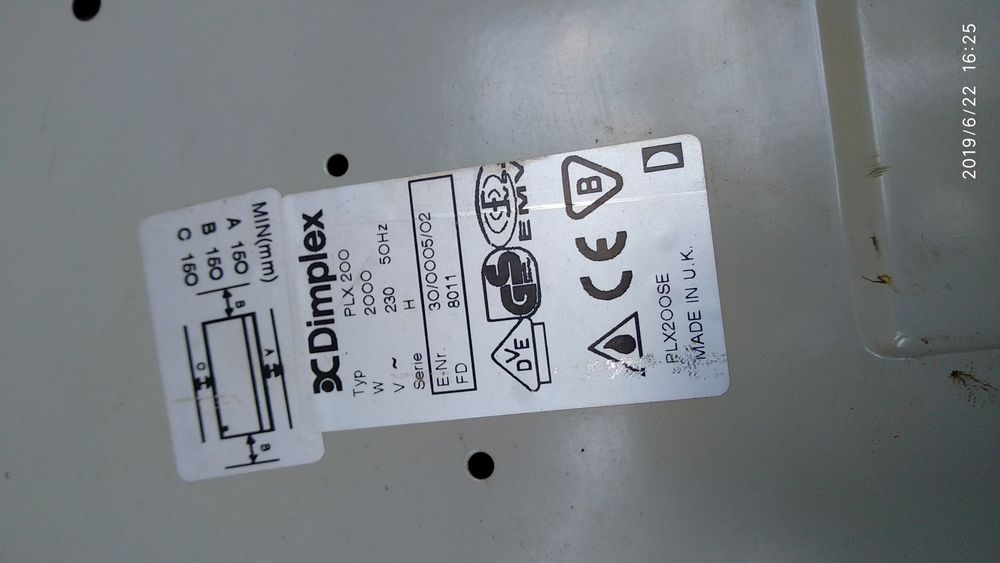 MIN(mm)
A 150
B 150
C 150
A
B
B
C
Dimplex
Typ PLX 200
W 2000
V ~ 230 50Hz
Serie H
E-Nr. 30/0005/02
FD 8011
DVE
GS
EMV
B
CE
D
PLX200SE
MADE IN U.K.
2019/6/22 16:25